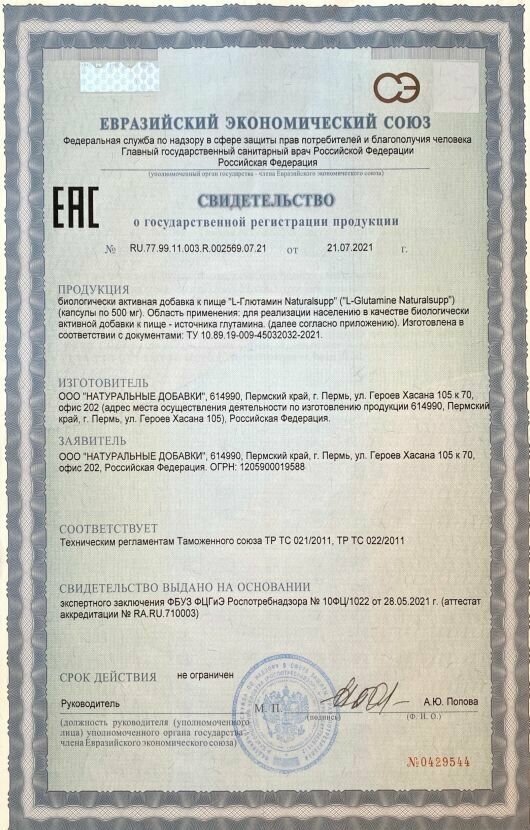 СЭ
ЕВРАЗИЙСКИЙ ЭКОНОМИЧЕСКИЙ СОЮЗ
Федеральная служба по надзору в сфере защиты прав потребителей и благополучия человека
Главный государственный санитарный врач Российской Федерации
Российская Федерация
(уполномоченный орган государства - члена Евразийского экономического союза)
EAC
СВИДЕТЕЛЬСТВО
о государственной регистрации продукции
№ RU.77.99.11.003.R.002569.07.21 от 21.07.2021 г.
ПРОДУКЦИЯ
биологически активная добавка к пище "L-Глютамин Naturalsupp" ("L-Glutamine Naturalsupp")
(капсулы по 500 мг). Область применения: для реализации населению в качестве биологически
активной добавки к пище - источника глутамина. (далее согласно приложению). Изготовлена в
соответствии с документами: ТУ 10.89.19-009-45032032-2021.
ИЗГОТОВИТЕЛЬ
ООО "НАТУРАЛЬНЫЕ ДОБАВКИ", 614990, Пермский край, г. Пермь, ул. Героев Хасана 105 к 70,
офис 202 (адрес места осуществления деятельности по изготовлению продукции 614990, Пермский
край, г. Пермь, ул. Героев Хасана 105), Российская Федерация.
ЗАЯВИТЕЛЬ
ООО "НАТУРАЛЬНЫЕ ДОБАВКИ", 614990, Пермский край, г. Пермь, ул. Героев Хасана 105 к 70,
офис 202, Российская Федерация. ОГРН: 1205900019588
СООТВЕТСТВУЕТ
Техническим регламентам Таможенного союза ТР ТС 021/2011, ТР ТС 022/2011
СВИДЕТЕЛЬСТВО ВЫДАНО НА ОСНОВАНИИ
экспертного заключения ФБУЗ ФЦГиЭ Роспотребнадзора № 10ФЦ/1022 от 28.05.2021 г. (аттестат
аккредитации № RA.RU.710003)
СРОК ДЕЙСТВИЯ не ограничен
Руководитель М. П. А.Ю. Попова
(должность руководителя (уполномоченного (подпись) (Ф. И. О.)
лица) уполномоченного органа государства -
члена Евразийского экономического союза)
№0429544